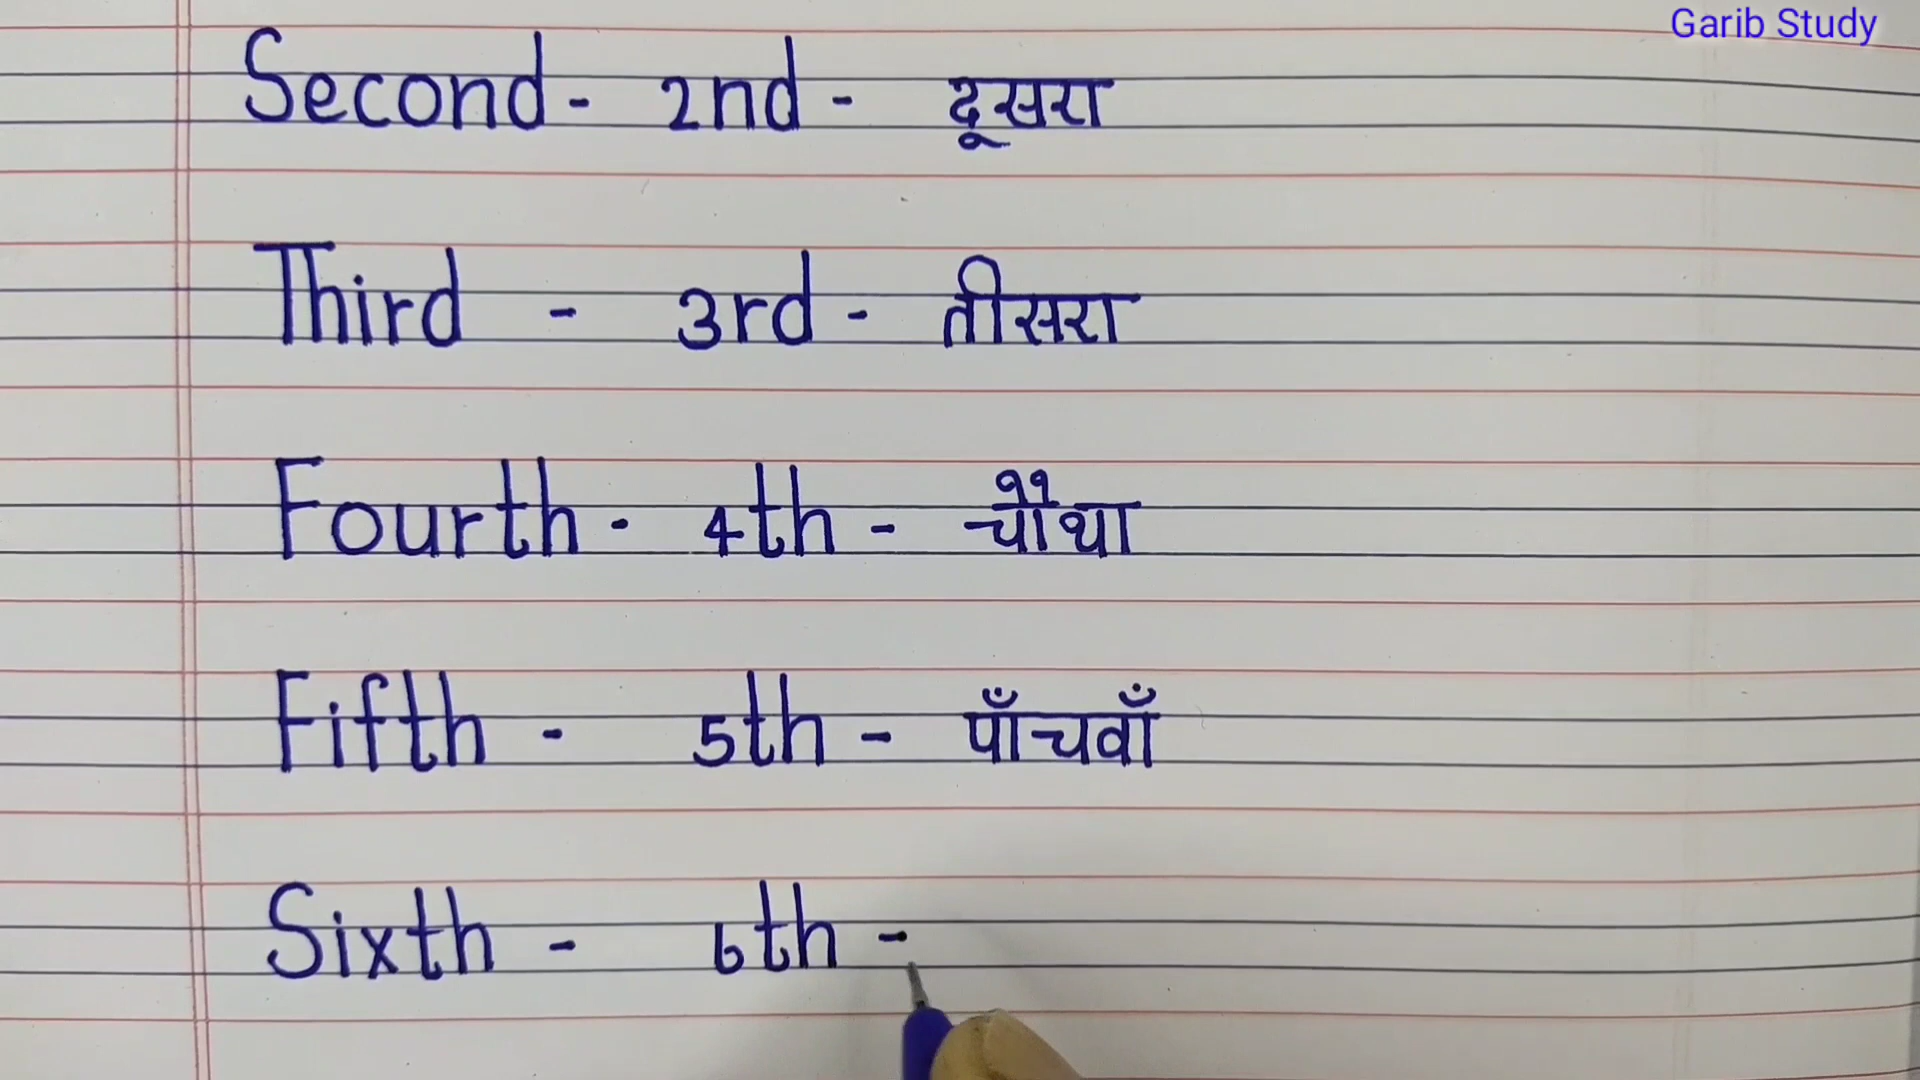 Garib Study
Second - 2nd - दूसरा
Third - 3rd - तीसरा
Fourth - 4th - चौथा
Fifth - 5th - पाँचवाँ
Sixth - 6th -